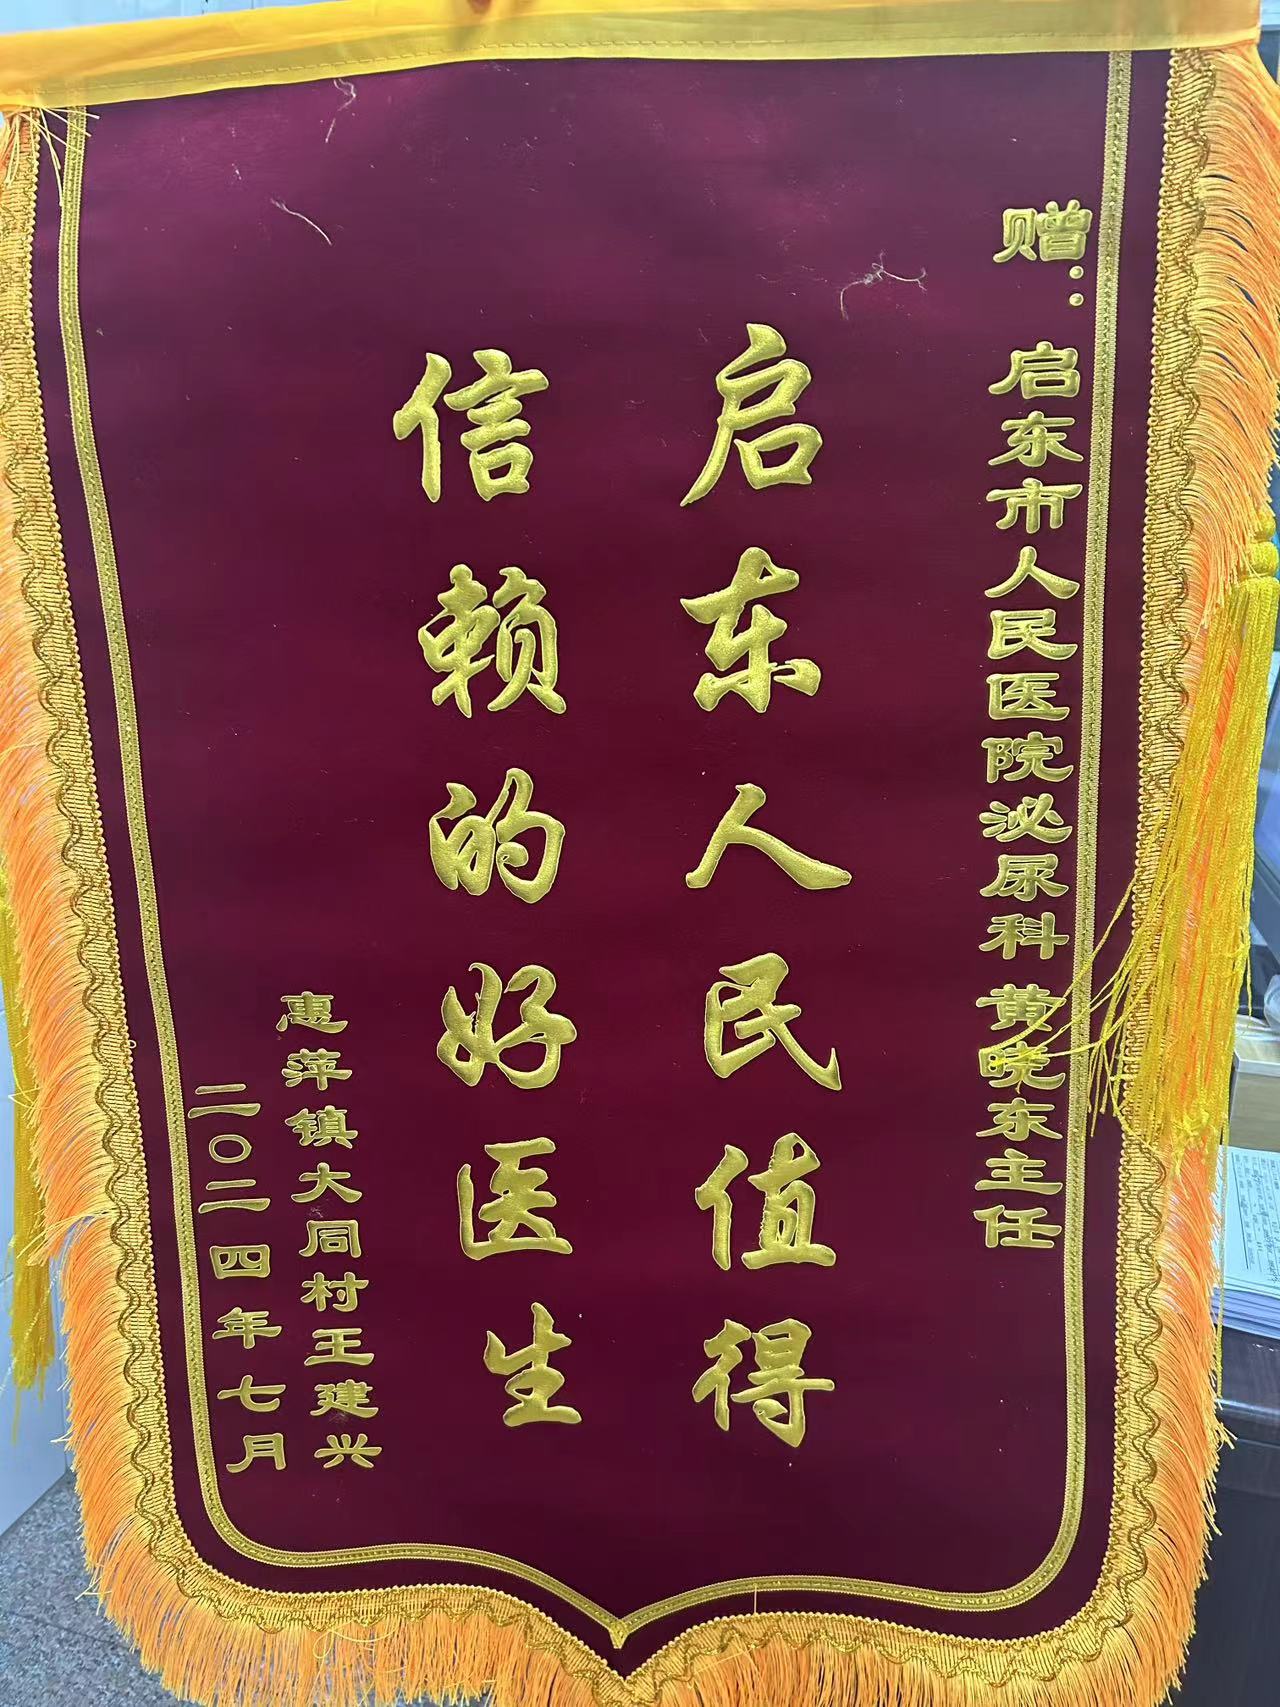 赠：启东市人民医院泌尿科 黄晓东主任
启东人民值得
信赖的好医生
惠萍镇大同村王建兴
二〇二四年七月